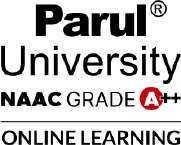 Parul®
University
NAAC GRADE A++
ONLINE LEARNING